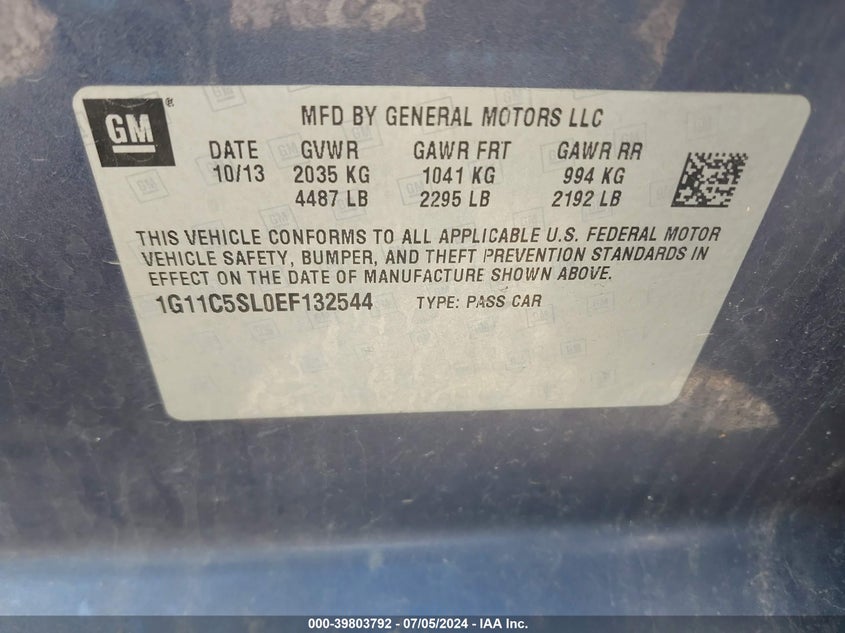 GM
MFD BY GENERAL MOTORS LLC
DATE GVWR GAWR FRT GAWR RR
10/13 2035 KG 1041 KG 994 KG
4487 LB 2295 LB 2192 LB
THIS VEHICLE CONFORMS TO ALL APPLICABLE U.S. FEDERAL MOTOR
VEHICLE SAFETY, BUMPER, AND THEFT PREVENTION STANDARDS IN
EFFECT ON THE DATE OF MANUFACTURE SHOWN ABOVE.
1G11C5SL0EF132544 TYPE: PASS CAR
000-39803792 - 07/05/2024 - IAA Inc.